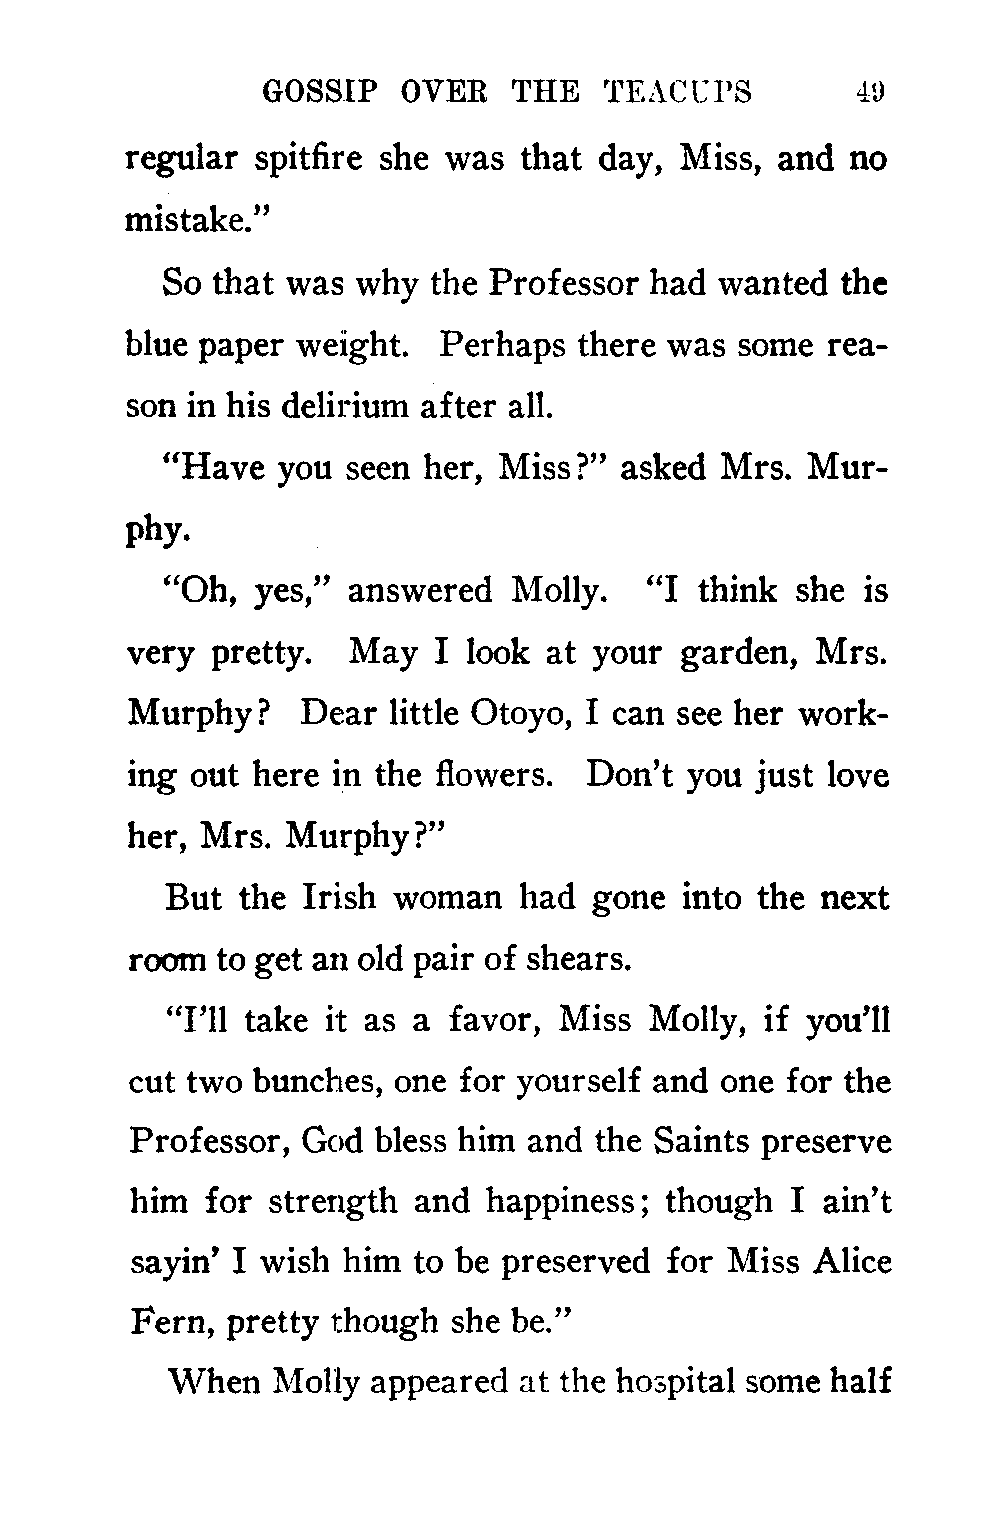 GOSSIP OVER THE TEACUPS 49
regular spitfire she was that day, Miss, and no
mistake.”
So that was why the Professor had wanted the
blue paper weight. Perhaps there was some rea-
son in his delirium after all.
“Have you seen her, Miss?” asked Mrs. Mur-
phy.
“Oh, yes,” answered Molly. “I think she is
very pretty. May I look at your garden, Mrs.
Murphy? Dear little Otoyo, I can see her work-
ing out here in the flowers. Don’t you just love
her, Mrs. Murphy?”
But the Irish woman had gone into the next
room to get an old pair of shears.
“I’ll take it as a favor, Miss Molly, if you’ll
cut two bunches, one for yourself and one for the
Professor, God bless him and the Saints preserve
him for strength and happiness; though I ain’t
sayin’ I wish him to be preserved for Miss Alice
Fern, pretty though she be.”
When Molly appeared at the hospital some half